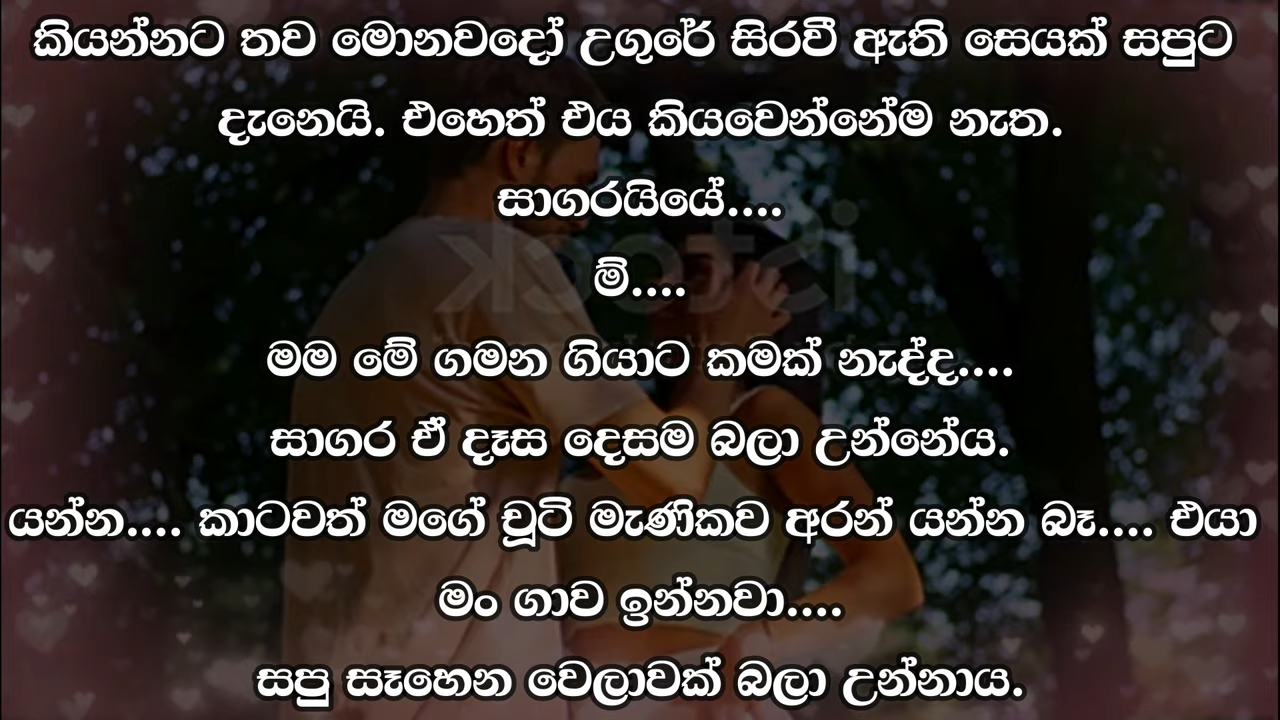 කියන්නට තව මොනවදෝ උගුරේ සිරවී ඇති සෙයක් සපුට
දැනෙයි. එහෙත් එය කියවෙන්නේම නැත.
සාගරයියේ....
ම්....
මම මේ ගමන ගියාට කමක් නැද්ද....
සාගර ඒ දෑස දෙසම බලා උන්නේය.
යන්න.... කාටවත් මගේ චූටි මැණිකව අරන් යන්න බෑ.... එයා
මං ගාව ඉන්නවා....
සපු සෑහෙන වෙලාවක් බලා උන්නාය.